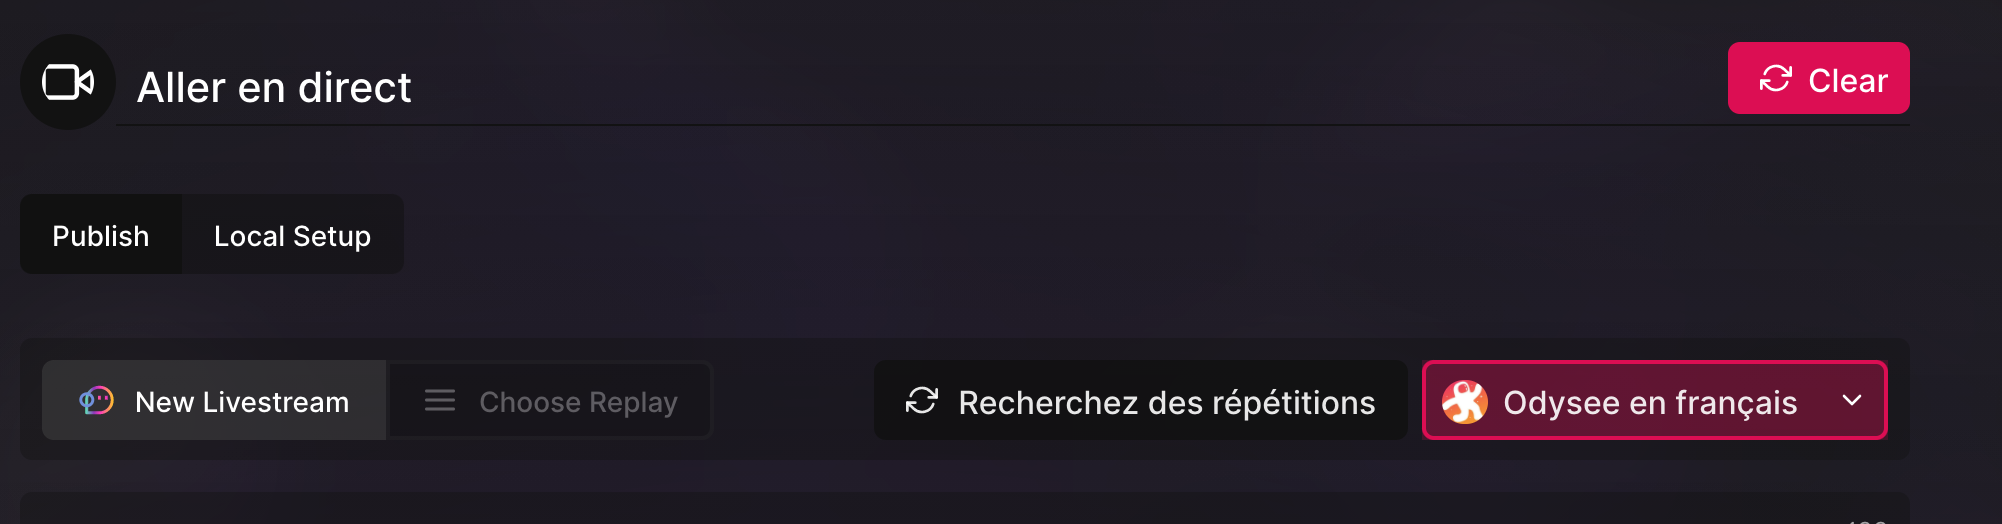 Aller en direct
Clear
Publish
Local Setup
New Livestream
Choose Replay
Recherchez des répétitions
Odysee en français